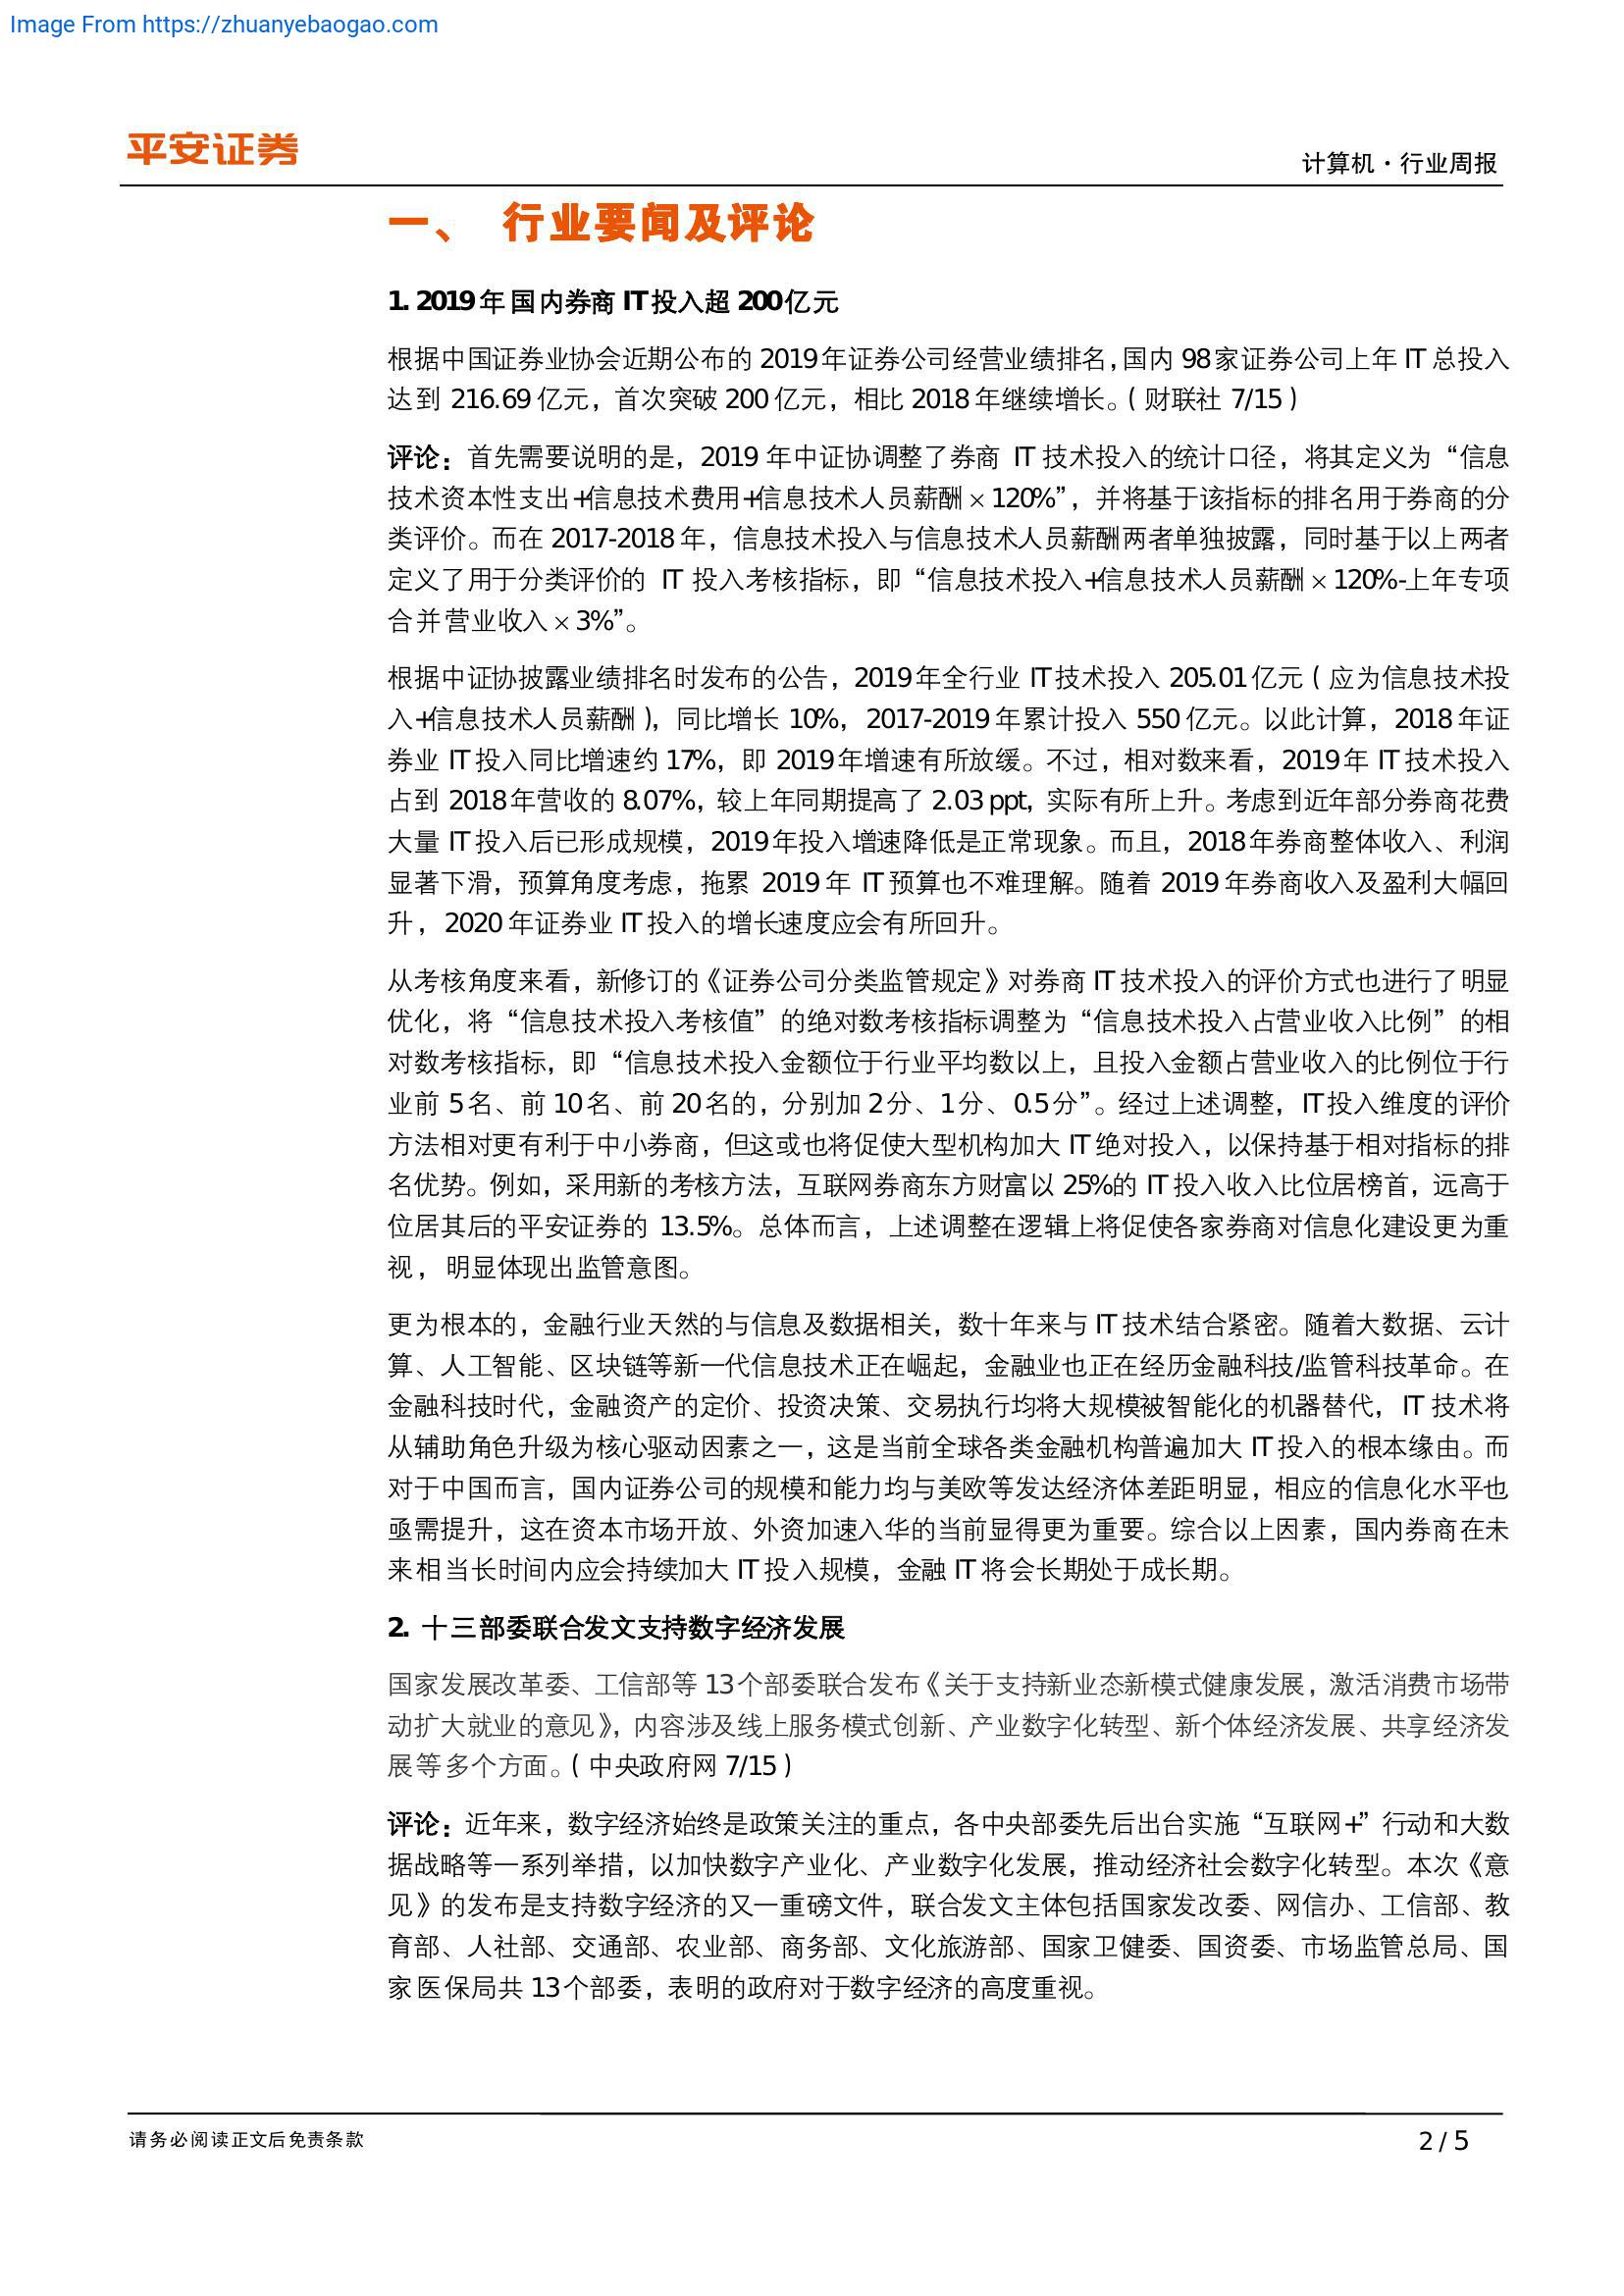 Image From https://zhuanyebaogao.com
平安证券
计算机·行业周报
一、 行业要闻及评论
1. 2019年国内券商IT投入超200亿元
根据中国证券业协会近期公布的2019年证券公司经营业绩排名，国内98家证券公司上年IT总投入
达到216.69亿元，首次突破200亿元，相比2018年继续增长。（财联社 7/15）
评论：首先需要说明的是，2019年中证协调整了券商IT技术投入的统计口径，将其定义为“信息
技术资本性支出+信息技术费用+信息技术人员薪酬×120%”，并将基于该指标的排名用于券商的分
类评价。而在2017-2018年，信息技术投入与信息技术人员薪酬两者单独披露，同时基于以上两者
定义了用于分类评价的IT投入考核指标，即“信息技术投入+信息技术人员薪酬×120%-上年专项
合并营业收入×3%”。
根据中证协披露业绩排名时发布的公告，2019年全行业IT技术投入205.01亿元（应为信息技术投
入+信息技术人员薪酬），同比增长10%，2017-2019年累计投入550亿元。以此计算，2018年证
券业IT投入同比增速约17%，即2019年增速有所放缓。不过，相对数来看，2019年IT技术投入
占到2018年营收的8.07%，较上年同期提高了2.03 ppt，实际有所上升。考虑到近年部分券商花费
大量IT投入后已形成规模，2019年投入增速降低是正常现象。而且，2018年券商整体收入、利润
显著下滑，预算角度考虑，拖累2019年IT预算也不难理解。随着2019年券商收入及盈利大幅回
升，2020年证券业IT投入的增长速度应会有所回升。
从考核角度来看，新修订的《证券公司分类监管规定》对券商IT技术投入的评价方式也进行了明显
优化，将“信息技术投入考核值”的绝对数考核指标调整为“信息技术投入占营业收入比例”的相
对数考核指标，即“信息技术投入金额位于行业平均数以上，且投入金额占营业收入的比例位于行
业前5名、前10名、前20名的，分别加2分、1分、0.5分”。经过上述调整，IT投入维度的评价
方法相对更有利于中小券商，但这或也将促使大型机构加大IT绝对投入，以保持基于相对指标的排
名优势。例如，采用新的考核方法，互联网券商东方财富以25%的IT投入收入比位居榜首，远高于
位居其后的平安证券的13.5%。总体而言，上述调整在逻辑上将促使各家券商对信息化建设更为重
视，明显体现出监管意图。
更为根本的，金融行业天然的与信息及数据相关，数十年来与IT技术结合紧密。随着大数据、云计
算、人工智能、区块链等新一代信息技术正在崛起，金融业也正在经历金融科技/监管科技革命。在
金融科技时代，金融资产的定价、投资决策、交易执行均将大规模被智能化的机器替代，IT技术将
从辅助角色升级为核心驱动因素之一，这是当前全球各类金融机构普遍加大IT投入的根本缘由。而
对于中国而言，国内证券公司的规模和能力均与美欧等发达经济体差距明显，相应的信息化水平也
亟需提升，这在资本市场开放、外资加速入华的当前显得更为重要。综合以上因素，国内券商在未
来相当长时间内应会持续加大IT投入规模，金融IT将会长期处于成长期。
2. 十三部委联合发文支持数字经济发展
国家发展改革委、工信部等13个部委联合发布《关于支持新业态新模式健康发展，激活消费市场带
动扩大就业的意见》，内容涉及线上服务模式创新、产业数字化转型、新个体经济发展、共享经济发
展等多个方面。（中央政府网 7/15）
评论：近年来，数字经济始终是政策关注的重点，各中央部委先后出台实施“互联网+”行动和大数
据战略等一系列举措，以加快数字产业化、产业数字化发展，推动经济社会数字化转型。本次《意
见》的发布是支持数字经济的又一重磅文件，联合发文主体包括国家发改委、网信办、工信部、教
育部、人社部、交通部、农业部、商务部、文化旅游部、国家卫健委、国资委、市场监管总局、国
家医保局共13个部委，表明的政府对于数字经济的高度重视。
请务必阅读正文后免责条款
2 / 5